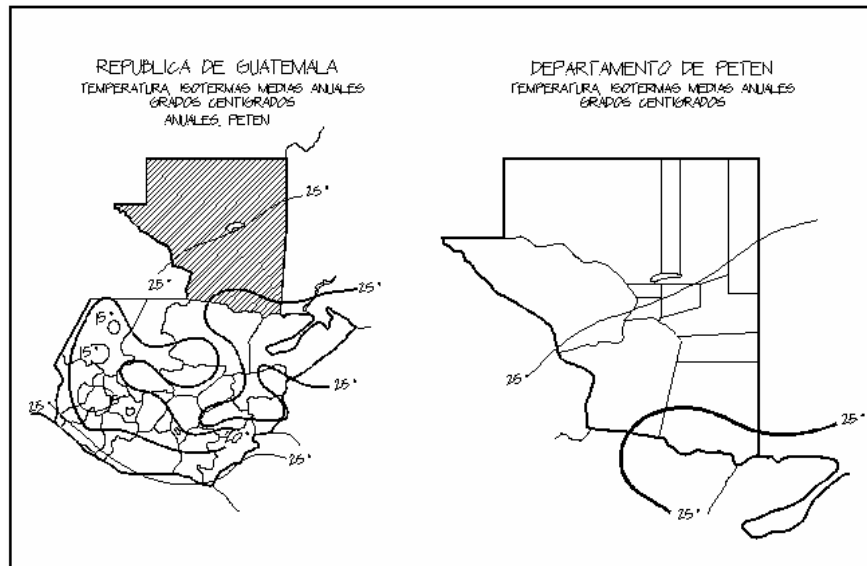 REPUBLICA DE GUATEMALA
TEMPERATURA, ISOTERMAS MEDIAS ANUALES
GRADOS CENTIGRADOS
ANUALES, PETEN
25°
25°
25°
15°
15°
25°
25°
25°
DEPARTAMENTO DE PETEN
TEMPERATURA, ISOTERMAS MEDIAS ANUALES
GRADOS CENTIGRADOS
25°
25°
25°